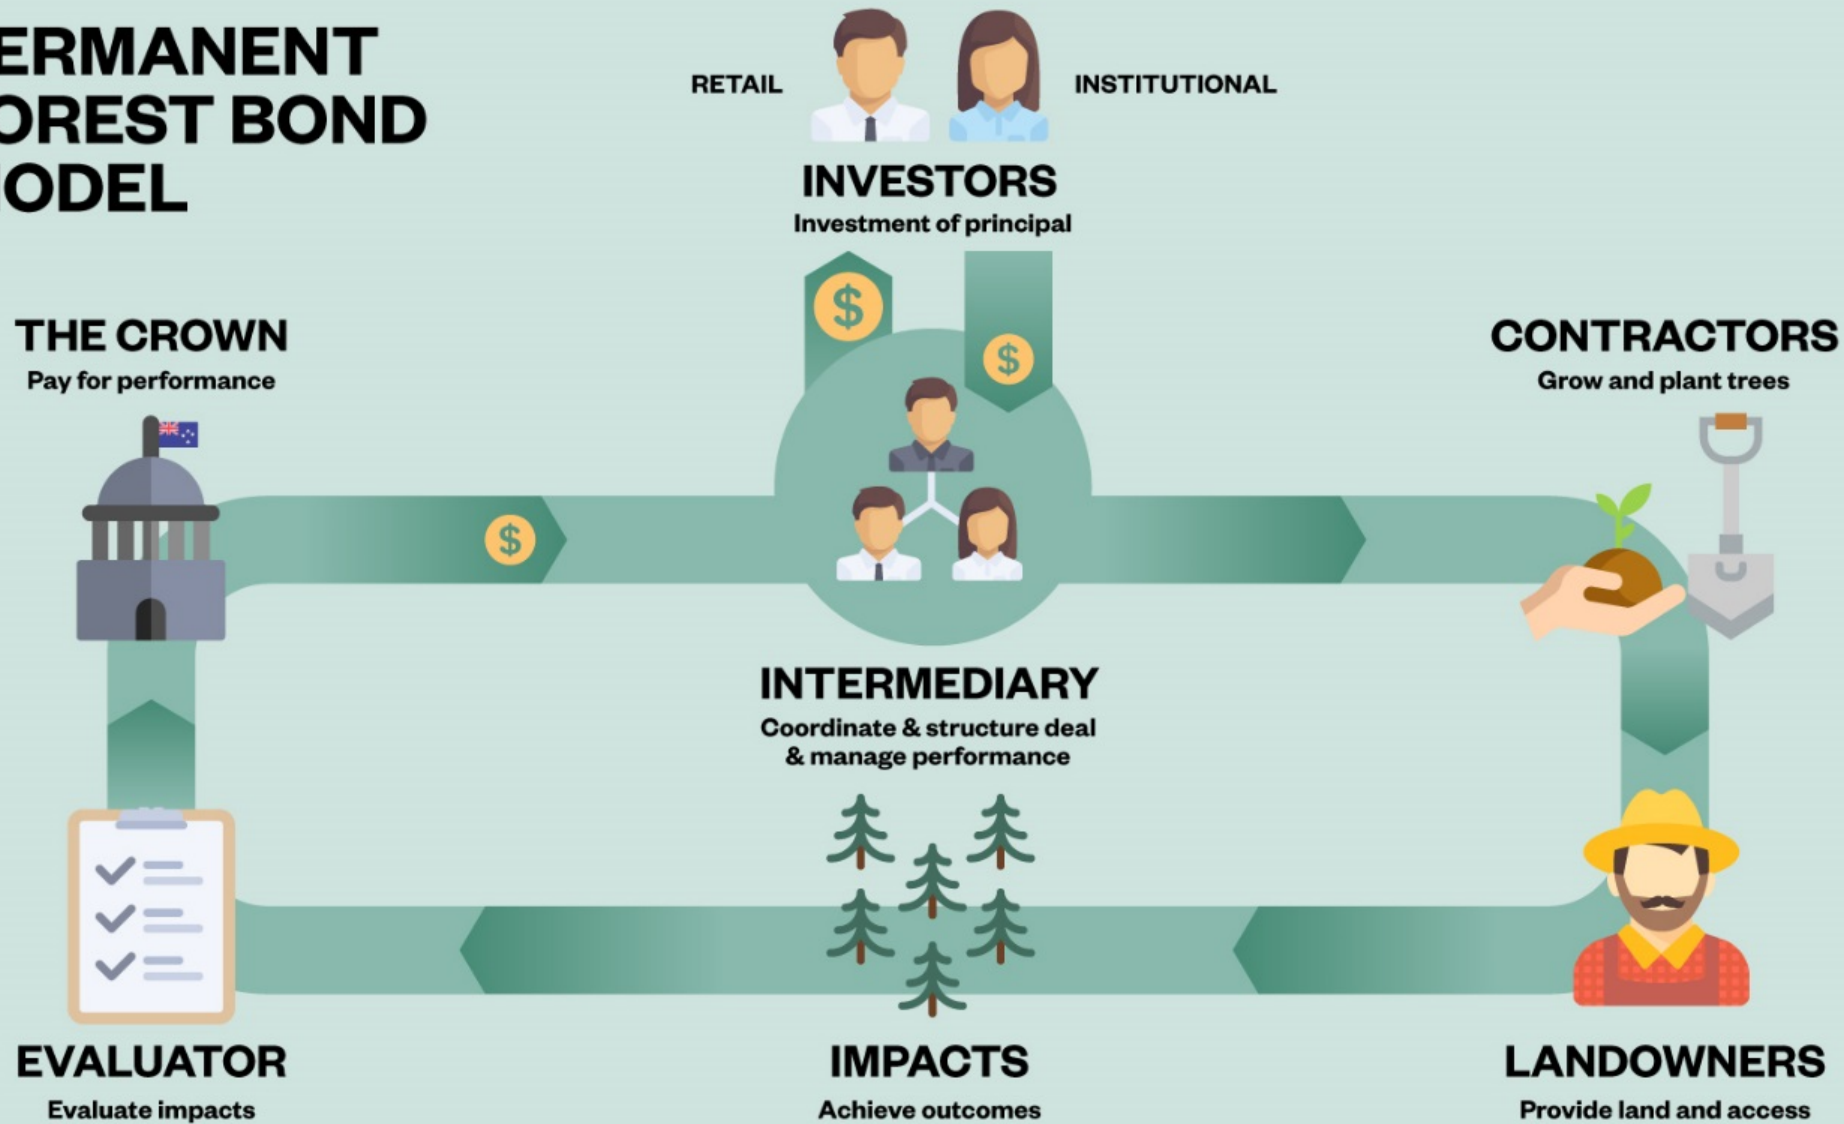 ERMANENT
OREST BOND
ODEL
RETAIL
INSTITUTIONAL
INVESTORS
Investment of principal
$
$
THE CROWN
Pay for performance
CONTRACTORS
Grow and plant trees
$
INTERMEDIARY
Coordinate & structure deal
& manage performance
EVALUATOR
Evaluate impacts
IMPACTS
Achieve outcomes
LANDOWNERS
Provide land and access